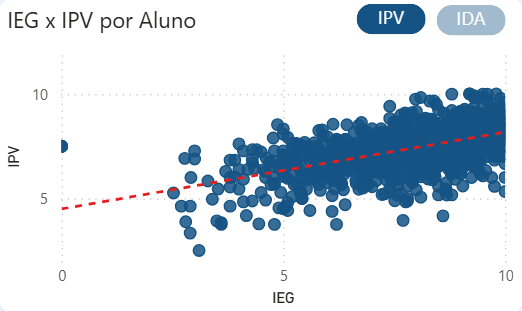 IEG x IPV por Aluno
IPV
IDA
10
5
IPV
0
5
10
IEG